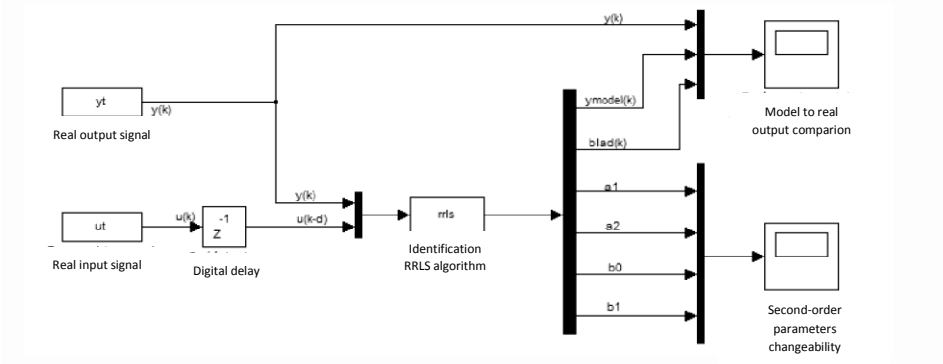 y(k)
yt
y(k)
Real output signal
ymodel(k)
blad(k)
Model to real
output comparion
y(k)
a1
u(k)
-1
Z
u(k-d)
rrls
ut
a2
Real input signal
Digital delay
Identification
RRLS algorithm
b0
b1
Second-order
parameters
changeability